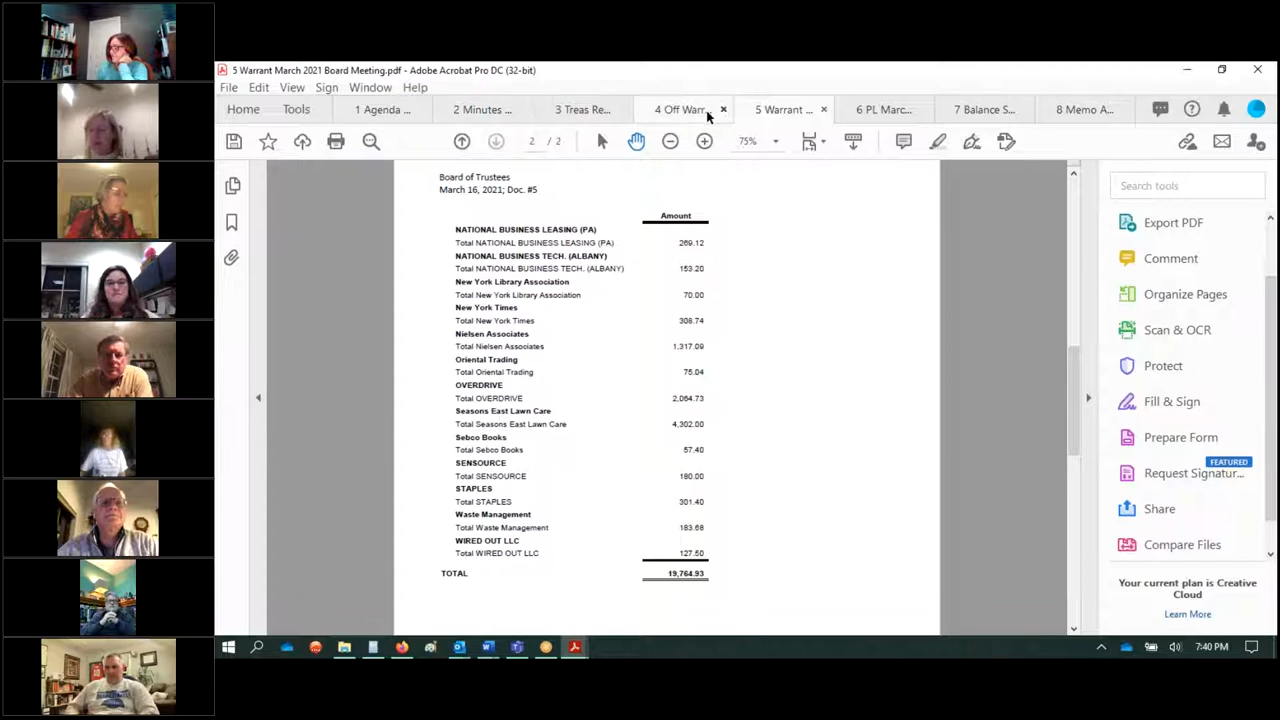 5 Warrant March 2021 Board Meeting.pdf - Adobe Acrobat Pro DC (32-bit)
File Edit View Sign Window Help
Home Tools 1 Agenda ... 2 Minutes ... 3 Treas Re... 4 Off Warr... 5 Warrant ... 6 PL Marc... 7 Balance S... 8 Memo A...
2 / 2 75%
Board of Trustees
March 16, 2021; Doc. #5
Amount
NATIONAL BUSINESS LEASING (PA)
Total NATIONAL BUSINESS LEASING (PA) 269.12
NATIONAL BUSINESS TECH. (ALBANY)
Total NATIONAL BUSINESS TECH. (ALBANY) 153.20
New York Library Association
Total New York Library Association 70.00
New York Times
Total New York Times 308.74
Nielsen Associates
Total Nielsen Associates 1,317.09
Oriental Trading
Total Oriental Trading 75.04
OVERDRIVE
Total OVERDRIVE 2,064.73
Seasons East Lawn Care
Total Seasons East Lawn Care 4,302.00
Sebco Books
Total Sebco Books 57.40
SENSOURCE
Total SENSOURCE 180.00
STAPLES
Total STAPLES 301.40
Waste Management
Total Waste Management 183.68
WIRED OUT LLC
Total WIRED OUT LLC 127.50
TOTAL 19,764.93
Search tools
Export PDF
Comment
Organize Pages
Scan & OCR
Protect
Fill & Sign
Prepare Form
FEATURED
Request Signatur...
Share
Compare Files
Your current plan is Creative
Cloud
Learn More
7:40 PM